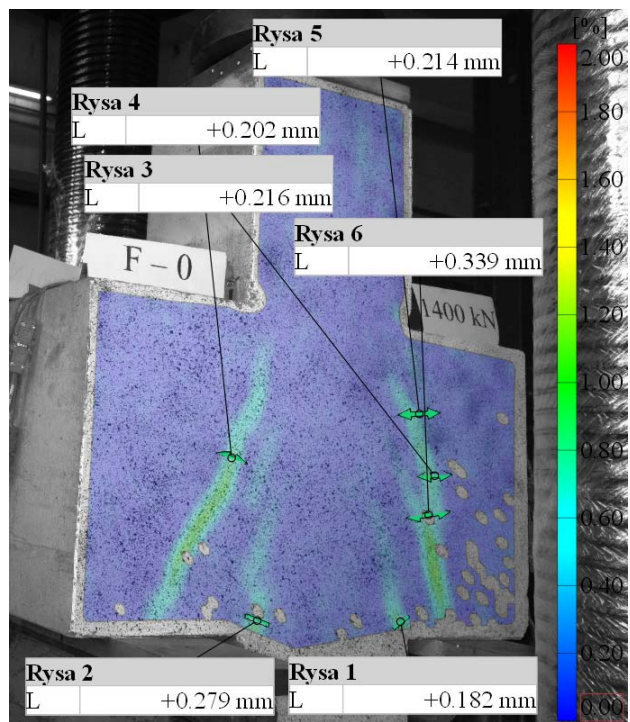 Rysa 5
L +0.214 mm
[%]
2.00
Rysa 4
L +0.202 mm
1.80
1.60
Rysa 3
L +0.216 mm
Rysa 6
L +0.339 mm
1.40
F – 0
1400 kN
1.20
1.00
0.80
0.60
0.40
0.20
0.00
Rysa 2
L +0.279 mm
Rysa 1
L +0.182 mm